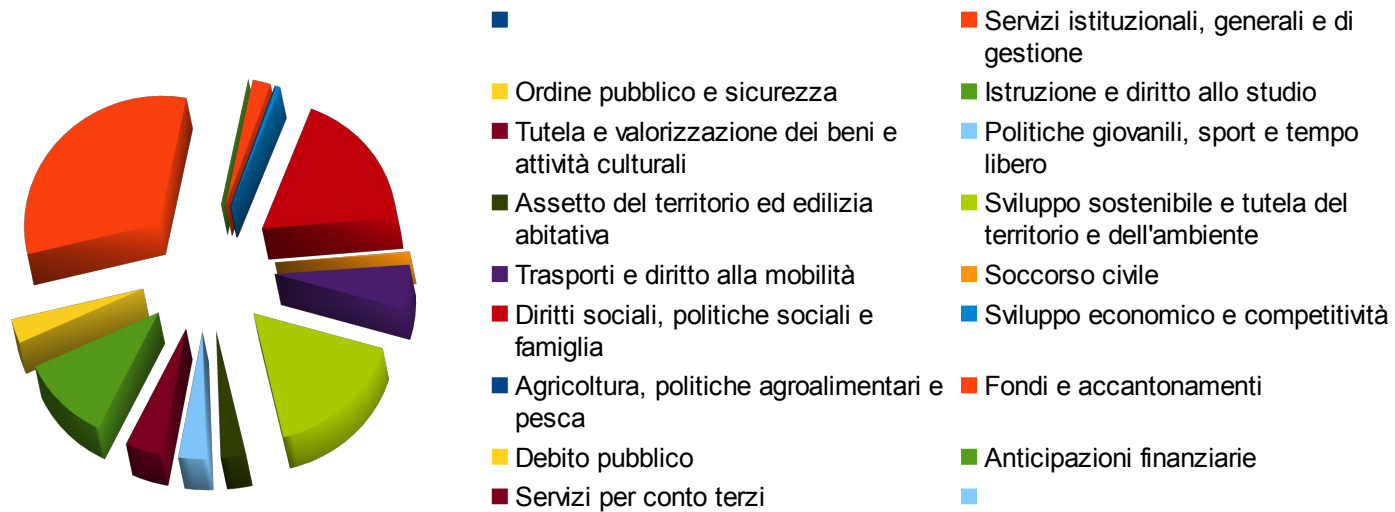 Servizi istituzionali, generali e di
gestione
Ordine pubblico e sicurezza
Istruzione e diritto allo studio
Tutela e valorizzazione dei beni e
attività culturali
Politiche giovanili, sport e tempo
libero
Assetto del territorio ed edilizia
abitativa
Sviluppo sostenibile e tutela del
territorio e dell'ambiente
Trasporti e diritto alla mobilità
Soccorso civile
Diritti sociali, politiche sociali e
famiglia
Sviluppo economico e competitività
Agricoltura, politiche agroalimentari e
pesca
Fondi e accantonamenti
Debito pubblico
Anticipazioni finanziarie
Servizi per conto terzi